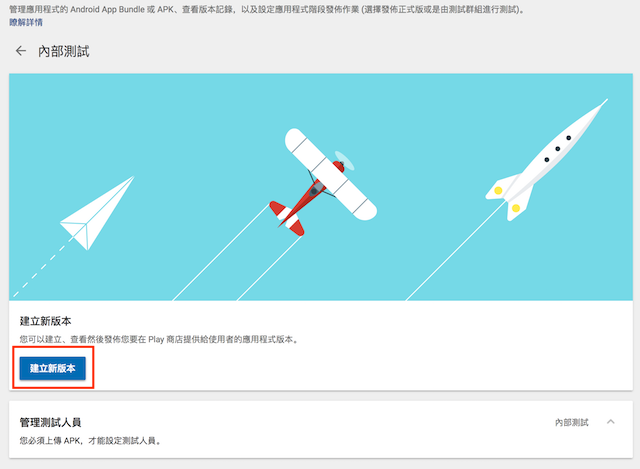 管理應用程式的 Android App Bundle 或 APK、查看版本記錄，以及設定應用程式階段發佈作業 (選擇發佈正式版或是由測試群組進行測試)。
瞭解詳情
內部測試
建立新版本
您可以建立、查看然後發佈您要在 Play 商店提供給使用者的應用程式版本。
建立新版本
管理測試人員
內部測試
您必須上傳 APK，才能設定測試人員。